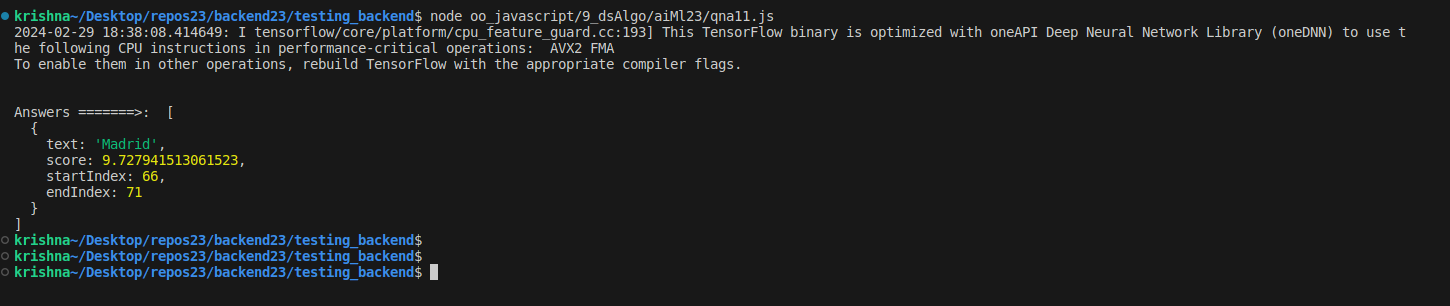 krishna~/Desktop/repos23/backend23/testing_backend$ node oo_javascript/9_dsAlgo/aiMl23/qna11.js
2024-02-29 18:38:08.414649: I tensorflow/core/platform/cpu_feature_guard.cc:193] This TensorFlow binary is optimized with oneAPI Deep Neural Network Library (oneDNN) to use t
he following CPU instructions in performance-critical operations:  AVX2 FMA
To enable them in other operations, rebuild TensorFlow with the appropriate compiler flags.
Answers =======>:  [
  {
    text: 'Madrid',
    score: 9.727941513061523,
    startIndex: 66,
    endIndex: 71
  }
]
krishna~/Desktop/repos23/backend23/testing_backend$
krishna~/Desktop/repos23/backend23/testing_backend$
krishna~/Desktop/repos23/backend23/testing_backend$